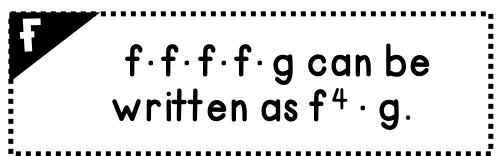 F
f·f·f·f·g can be
written as f⁴ · g.